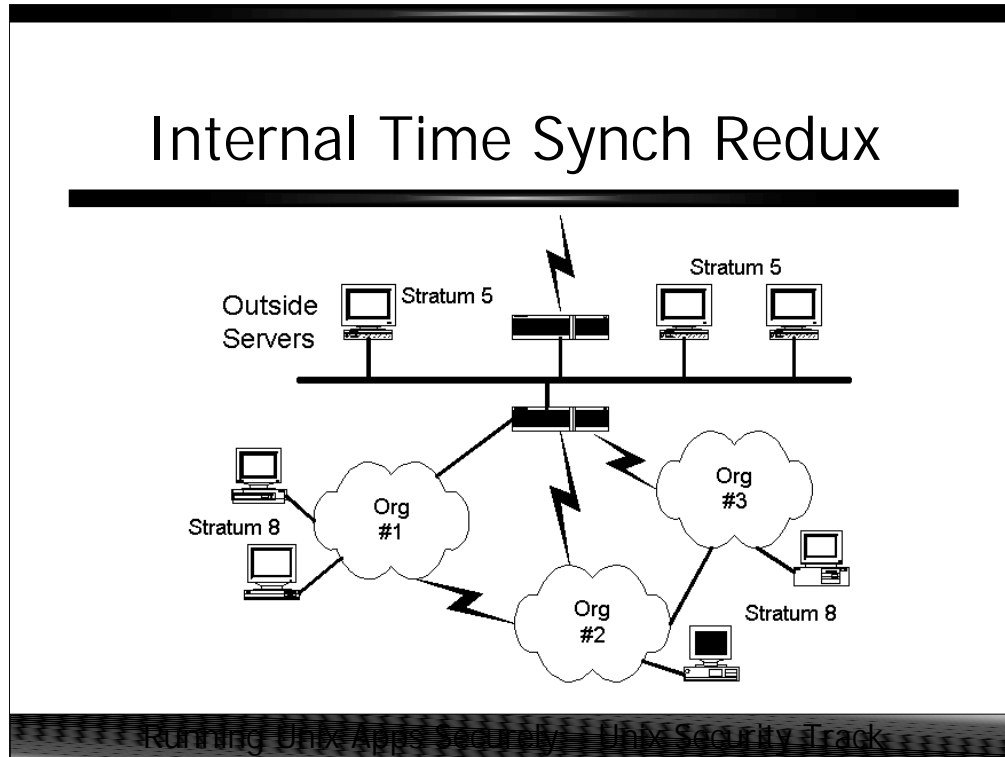 Internal Time Synch Redux
Stratum 5
Stratum 5
Outside
Servers
Org
#3
Org
#1
Stratum 8
Org
#2
Stratum 8
Running Unix Apps Securely - Unix Security Track